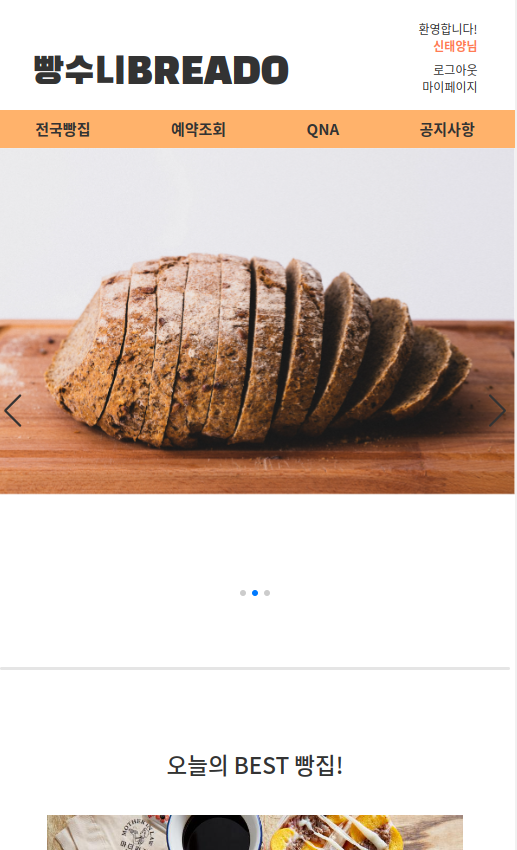 환영합니다!
신태양님
빵수니BREADO
로그아웃
마이페이지
전국빵집 예약조회 QNA 공지사항
오늘의 BEST 빵집!